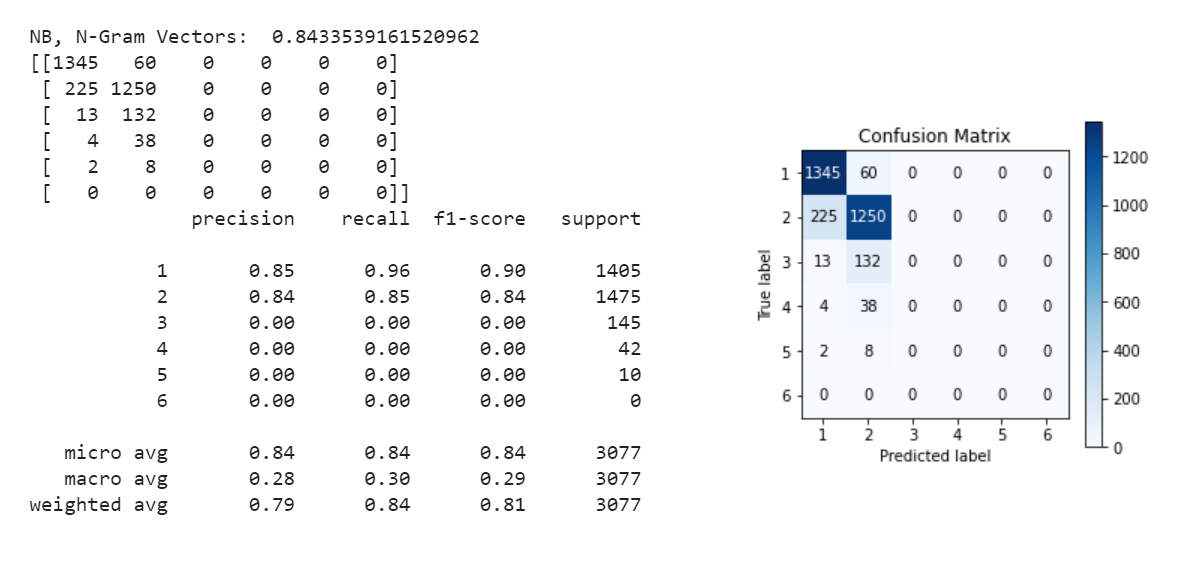 NB, N-Gram Vectors:  0.8433539161520962
[[1345   60    0    0    0    0]
 [ 225 1250    0    0    0    0]
 [  13  132    0    0    0    0]
 [   4   38    0    0    0    0]
 [   2    8    0    0    0    0]
 [   0    0    0    0    0    0]]
              precision    recall  f1-score   support
           1       0.85      0.96      0.90      1405
           2       0.84      0.85      0.84      1475
           3       0.00      0.00      0.00       145
           4       0.00      0.00      0.00        42
           5       0.00      0.00      0.00        10
           6       0.00      0.00      0.00         0
   micro avg       0.84      0.84      0.84      3077
   macro avg       0.28      0.30      0.29      3077
weighted avg       0.79      0.84      0.81      3077
Confusion Matrix
True label
1 1345 60 0 0 0 0
2 225 1250 0 0 0 0
3 13 132 0 0 0 0
4 4 38 0 0 0 0
5 2 8 0 0 0 0
6 0 0 0 0 0 0
1 2 3 4 5 6
Predicted label
1200
1000
800
600
400
200
0